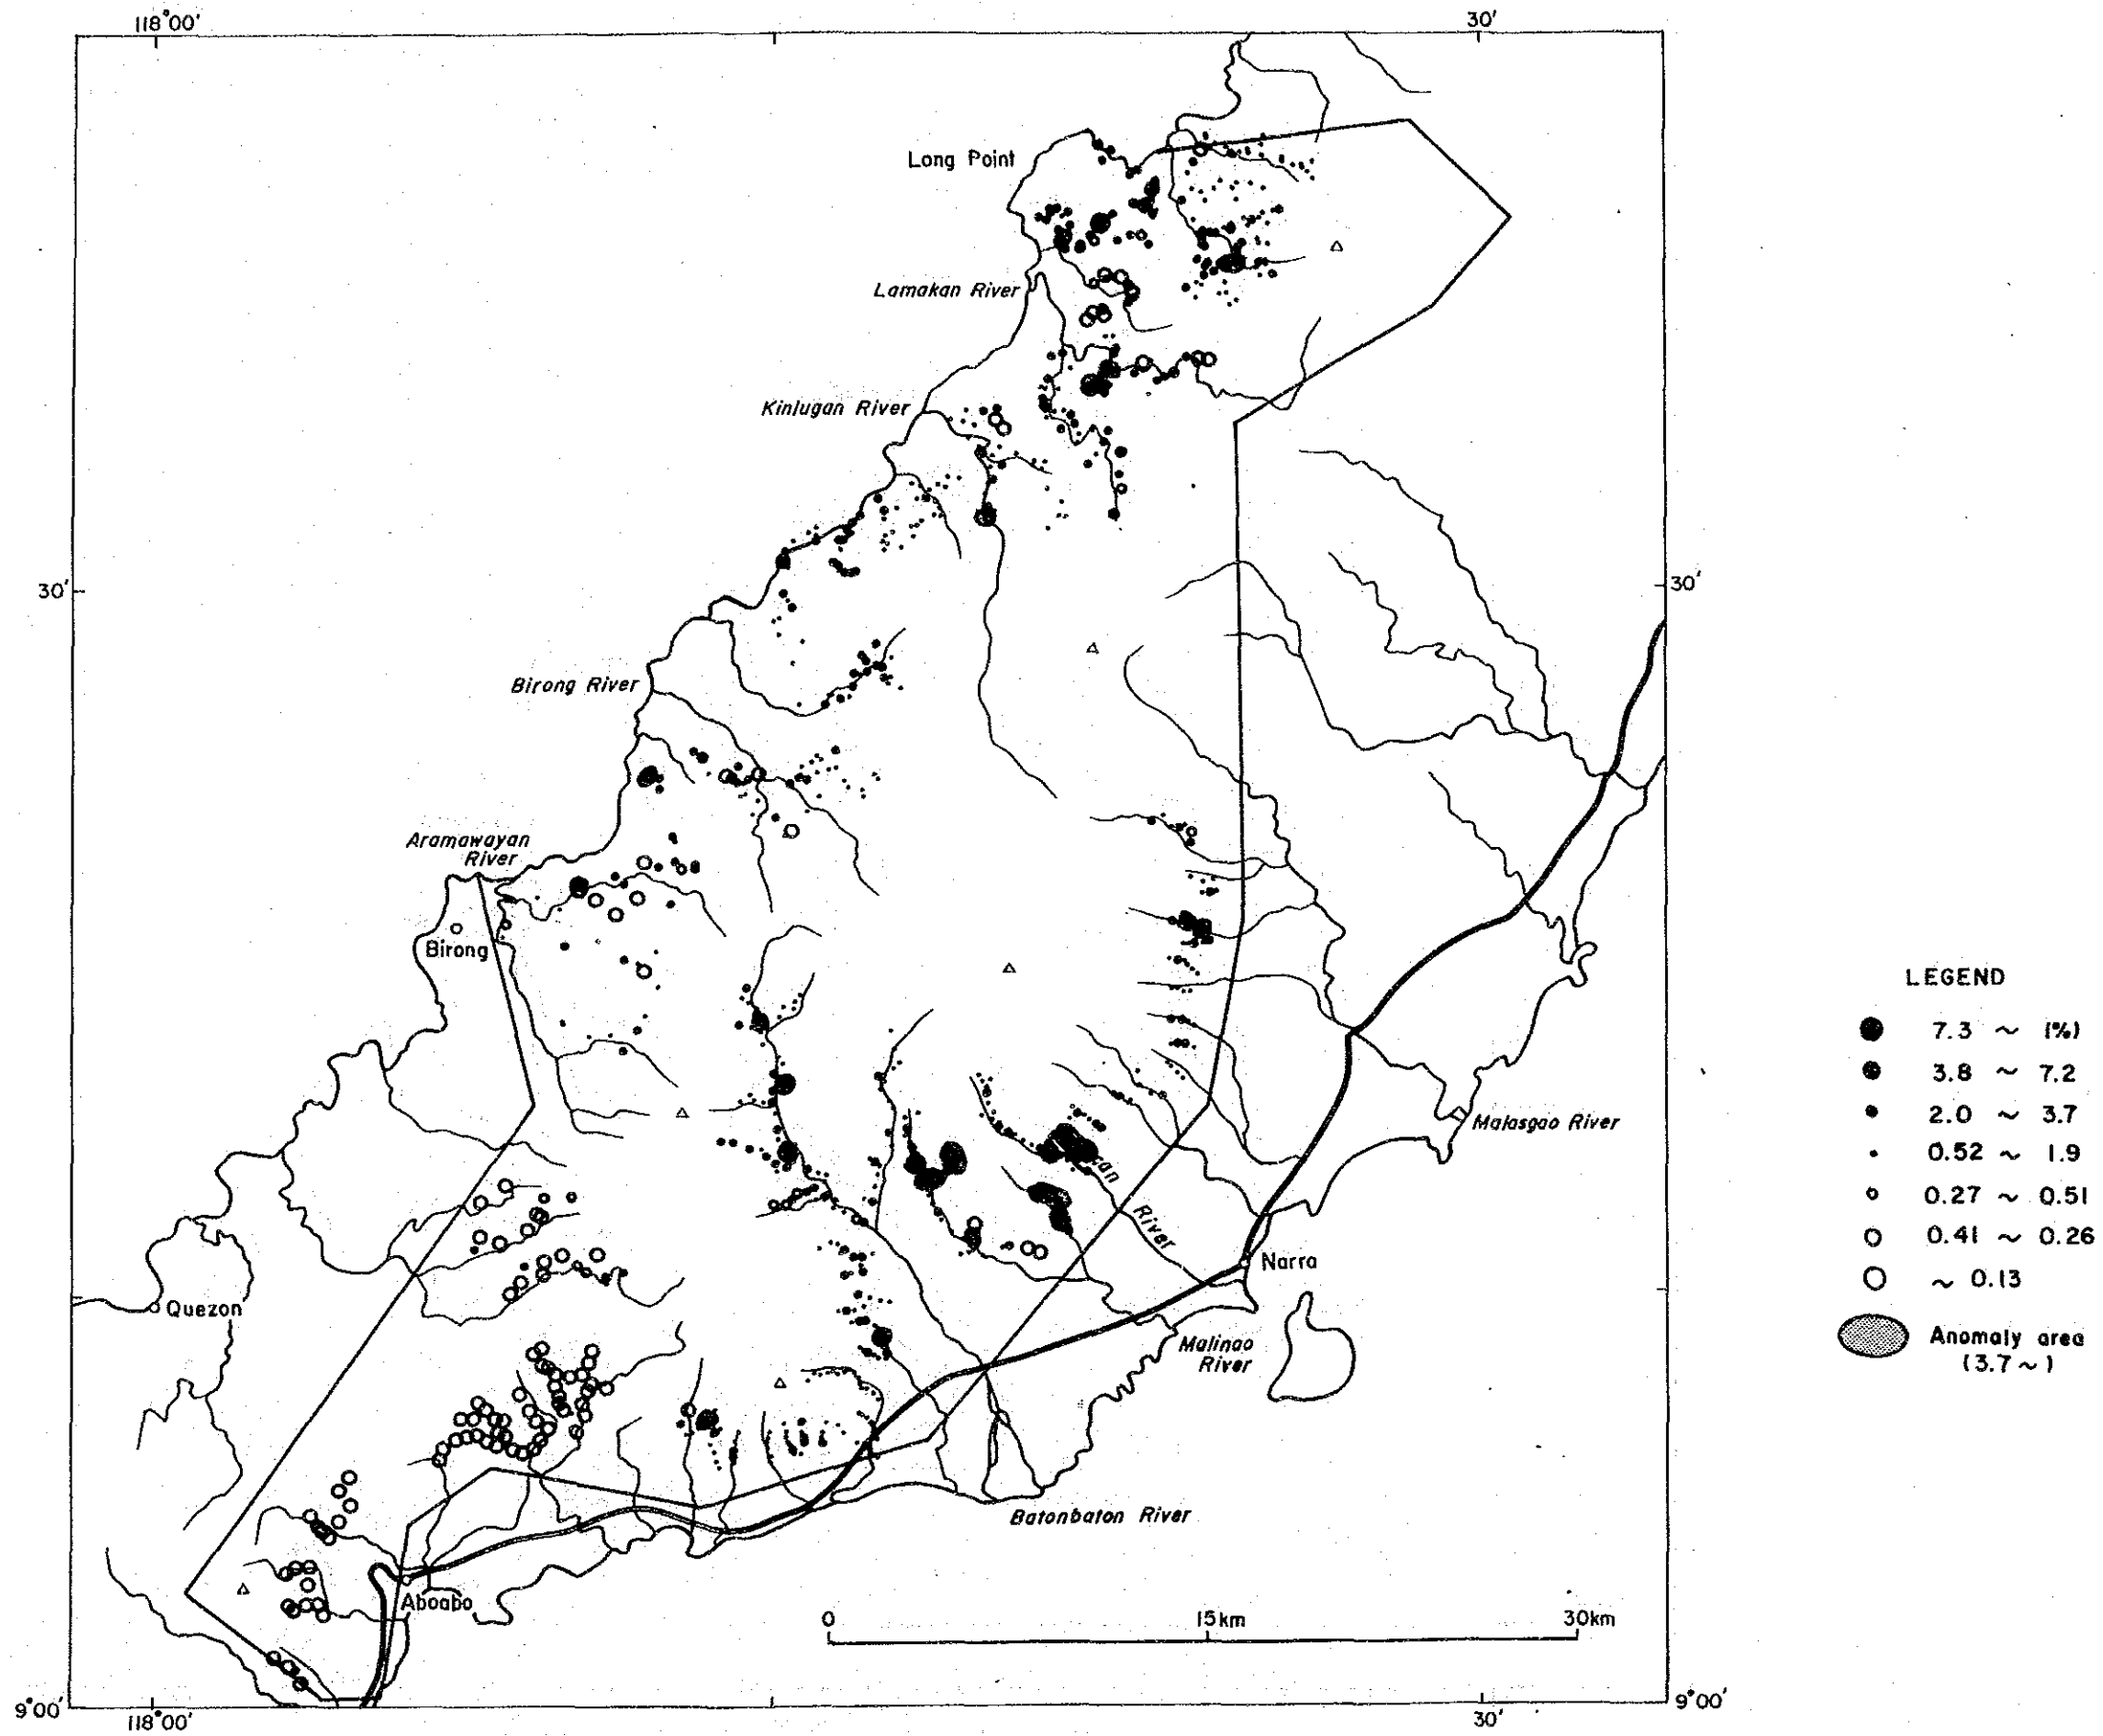 118°00'
30'
Long Point
Lamakan River
Kinlugan River
30'
30'
Birong River
Aramawayan
River
Birong
LEGEND
7.3 ~ (%)
3.8 ~ 7.2
2.0 ~ 3.7
0.52 ~ 1.9
0.27 ~ 0.51
0.41 ~ 0.26
~ 0.13
Anomaly area
(3.7~)
Malasgao River
can
River
Narra
Quezon
Malinao
River
Batonbaton River
Aboabo
0
15km
30km
9°00'
118°00'
30'
9°00'